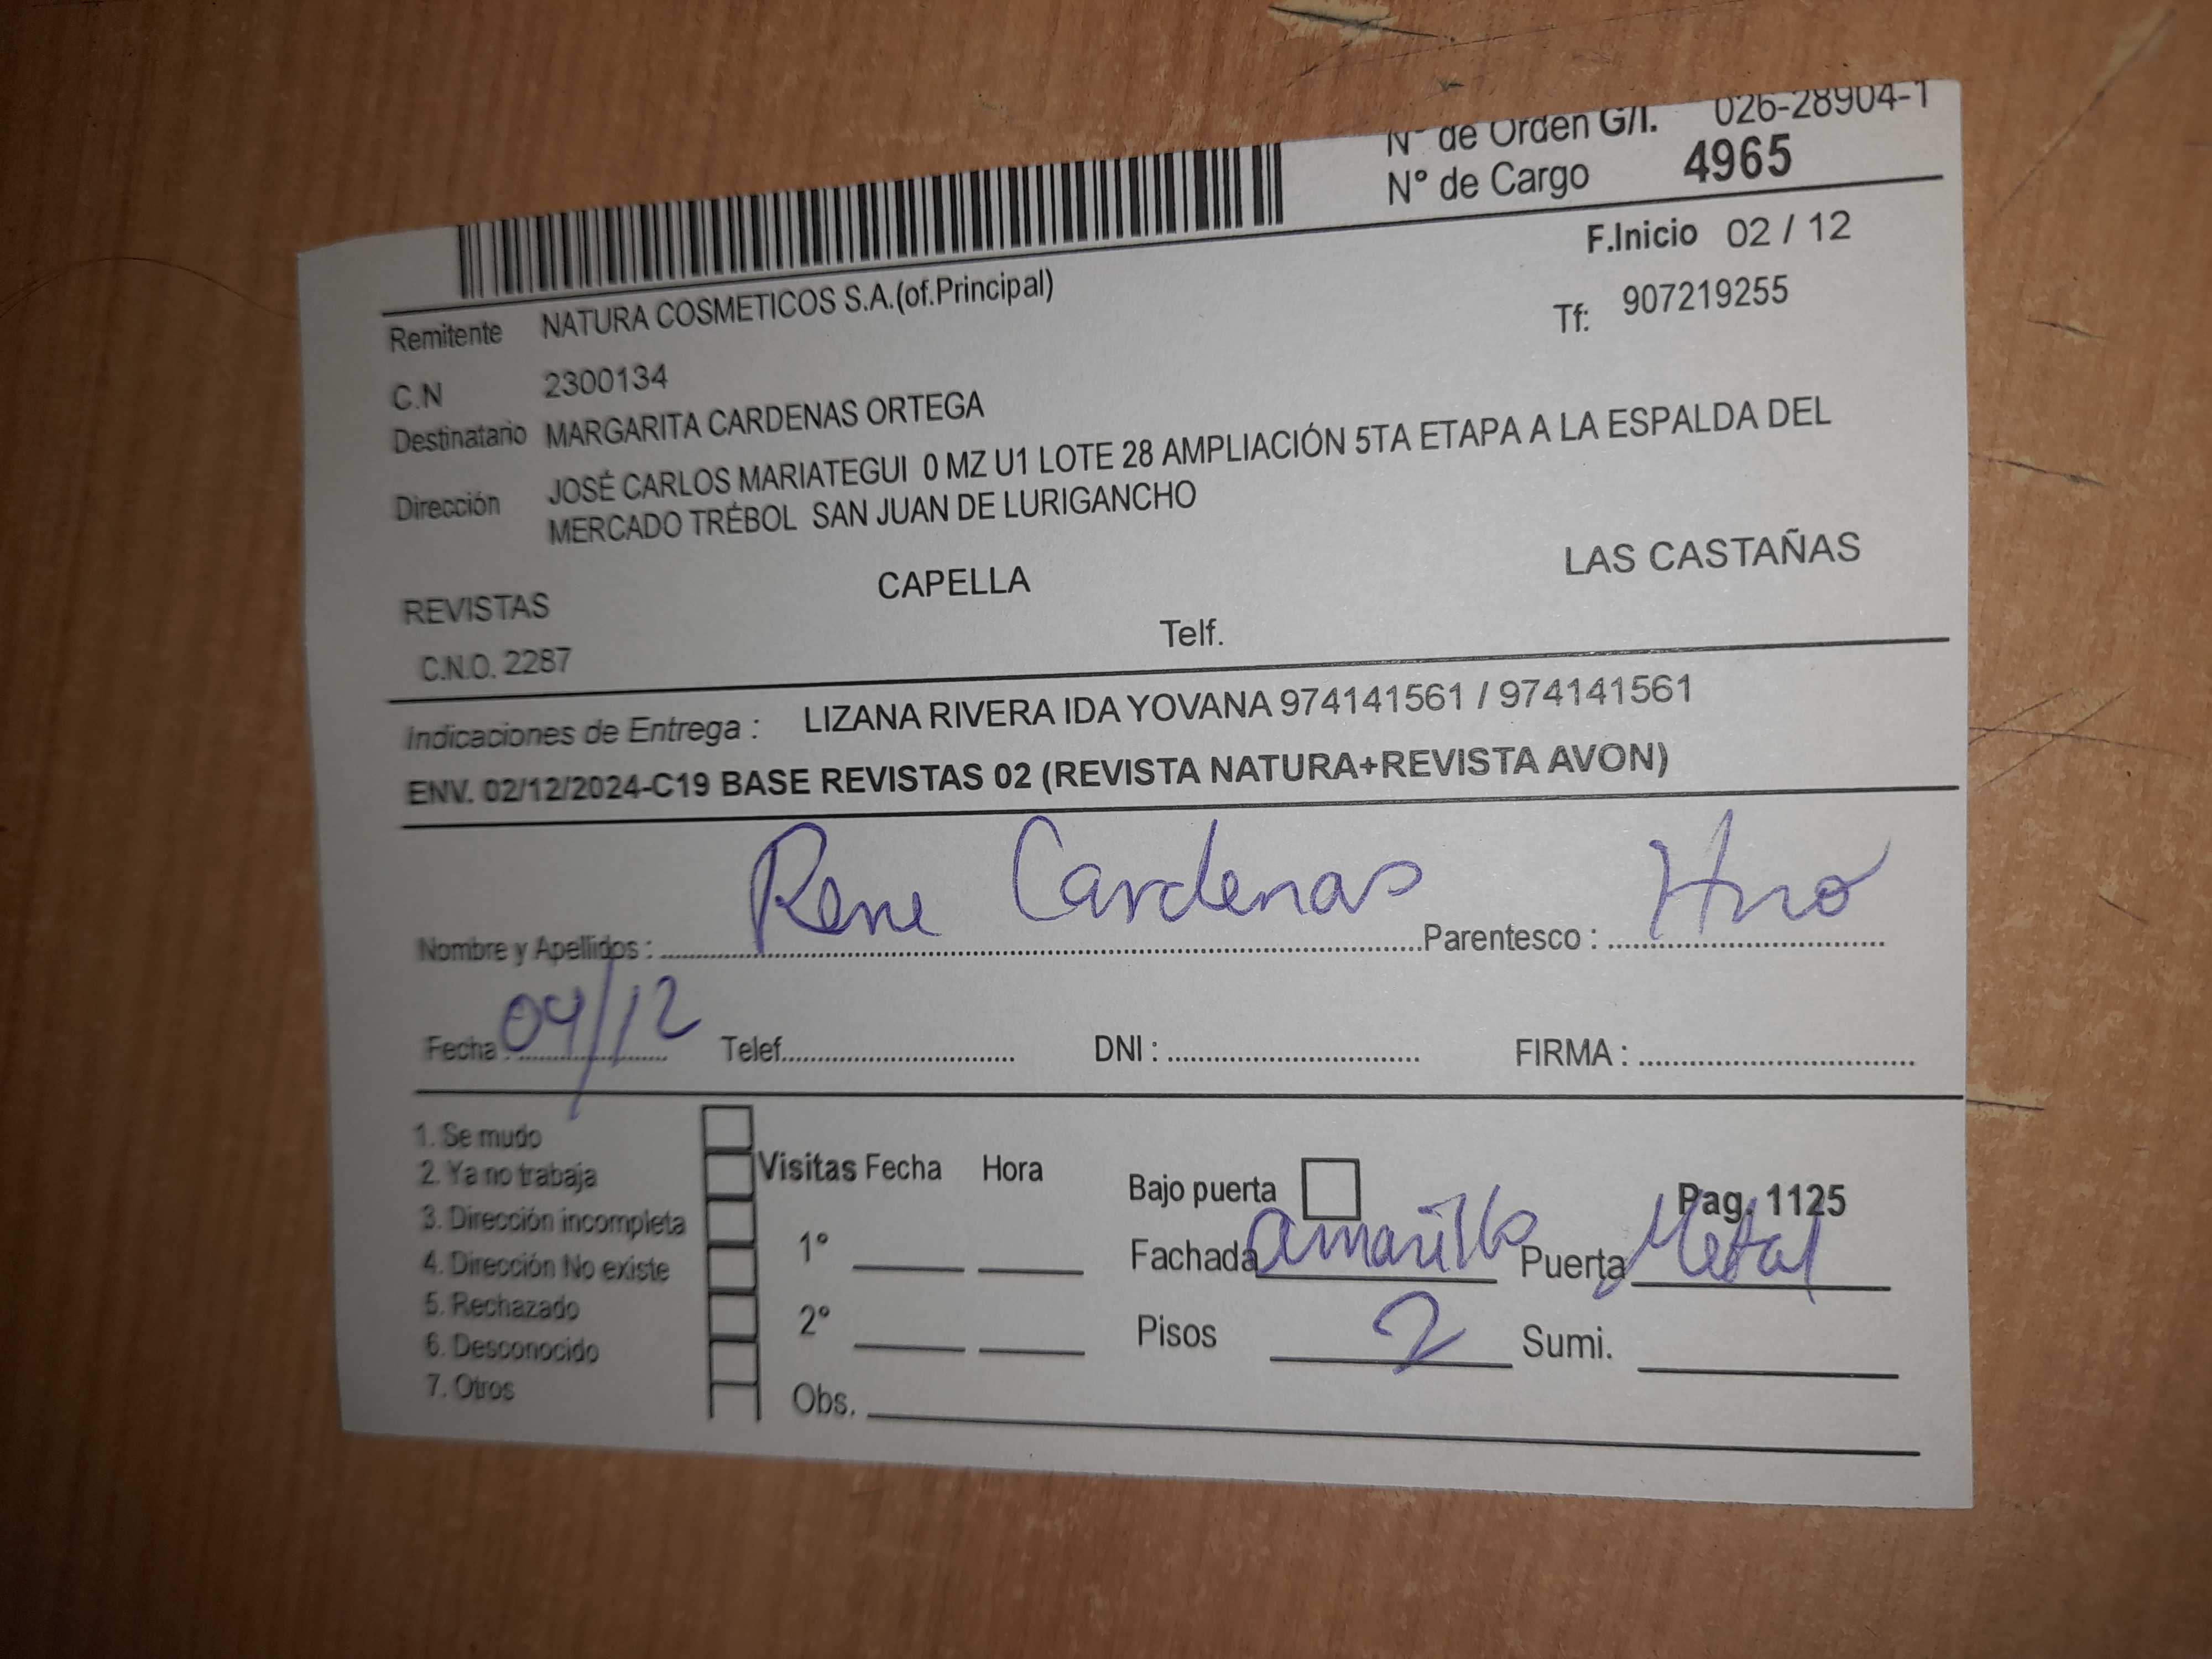 N° de Orden G/I. 026-28904-1
N° de Cargo 4965
F.Inicio 02 / 12
Remitente NATURA COSMETICOS S.A.(of.Principal) Tf: 907219255
C.N 2300134
Destinatario MARGARITA CARDENAS ORTEGA
Dirección JOSÉ CARLOS MARIATEGUI 0 MZ U1 LOTE 28 AMPLIACIÓN 5TA ETAPA A LA ESPALDA DEL
MERCADO TRÉBOL SAN JUAN DE LURIGANCHO
REVISTAS CAPELLA LAS CASTAÑAS
C.N.O. 2287 Telf.
Indicaciones de Entrega : LIZANA RIVERA IDA YOVANA 974141561 / 974141561
ENV. 02/12/2024-C19 BASE REVISTAS 02 (REVISTA NATURA+REVISTA AVON)
Nombre y Apellidos : Rene Cardenas Parentesco : Hno
Fecha : 04/12 Telef. DNI : FIRMA :
1. Se mudo
2. Ya no trabaja
3. Dirección incompleta
4. Dirección No existe
5. Rechazado
6. Desconocido
7. Otros
Visitas Fecha Hora
1°
2°
Obs.
Bajo puerta Pag. 1125
Fachada amarillo Puerta Metal
Pisos 2 Sumi.